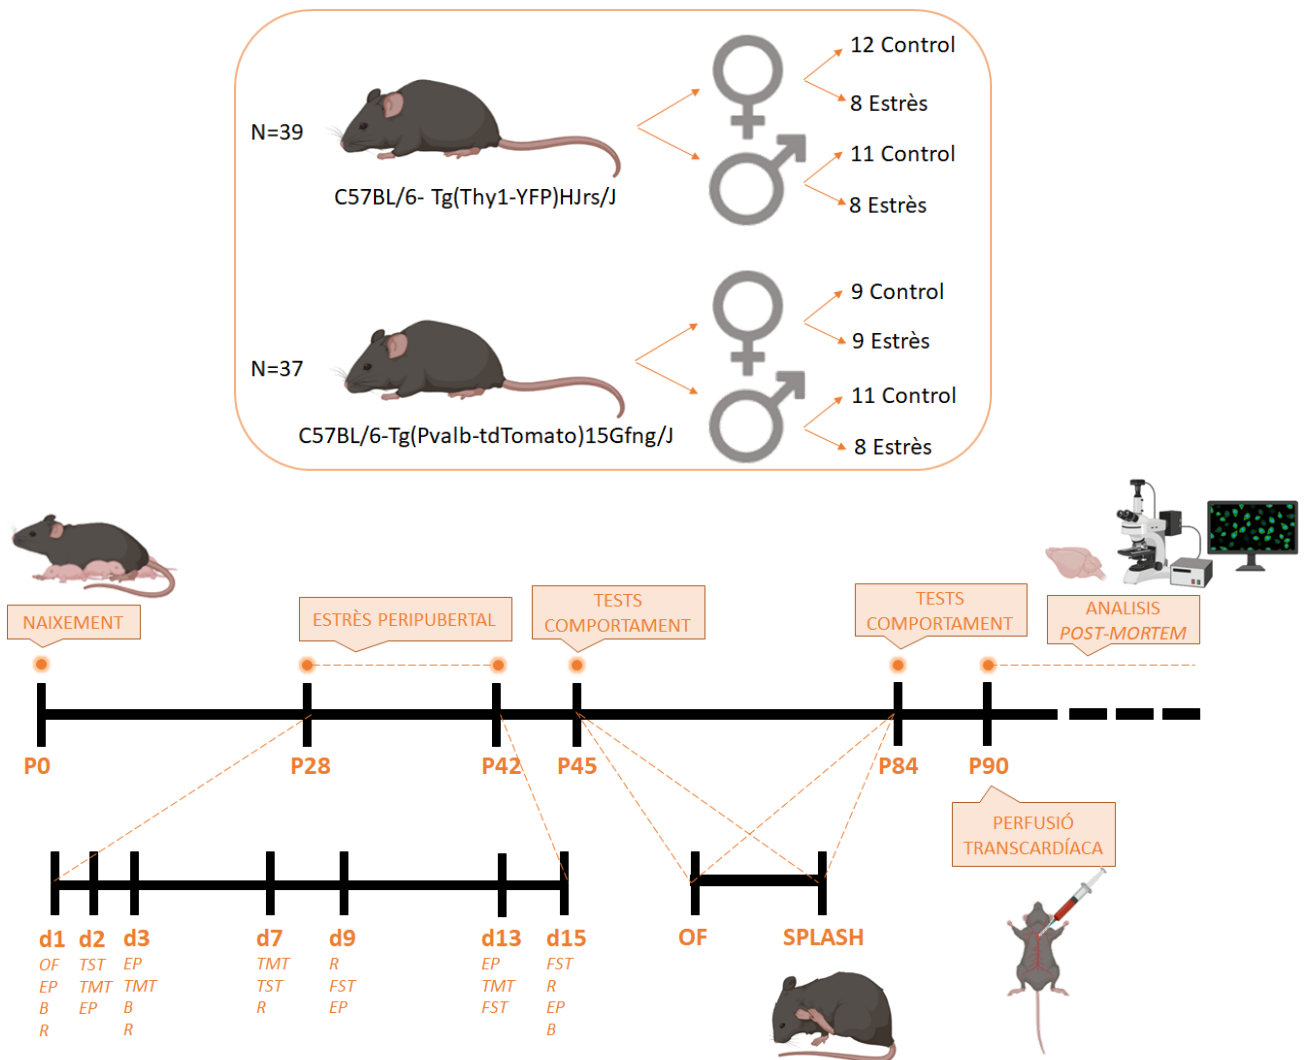 12 Control
8 Estrès
N=39
11 Control
8 Estrès
C57BL/6- Tg(Thy1-YFP)HJrs/J
9 Control
9 Estrès
N=37
11 Control
8 Estrès
C57BL/6-Tg(Pvalb-tdTomato)15Gfng/J
NAIXEMENT
ESTRÈS PERIPUBERTAL
TESTS
COMPORTAMENT
TESTS
COMPORTAMENT
ANALISIS
POST-MORTEM
P0
P28
P42
P45
P84
P90
PERFUSIÓ
TRANSCARDÍACA
d1
OF
EP
B
R
d2
TST
TMT
EP
d3
EP
TMT
B
R
d7
TMT
TST
R
d9
R
FST
EP
d13
EP
TMT
FST
d15
FST
R
EP
B
OF
SPLASH